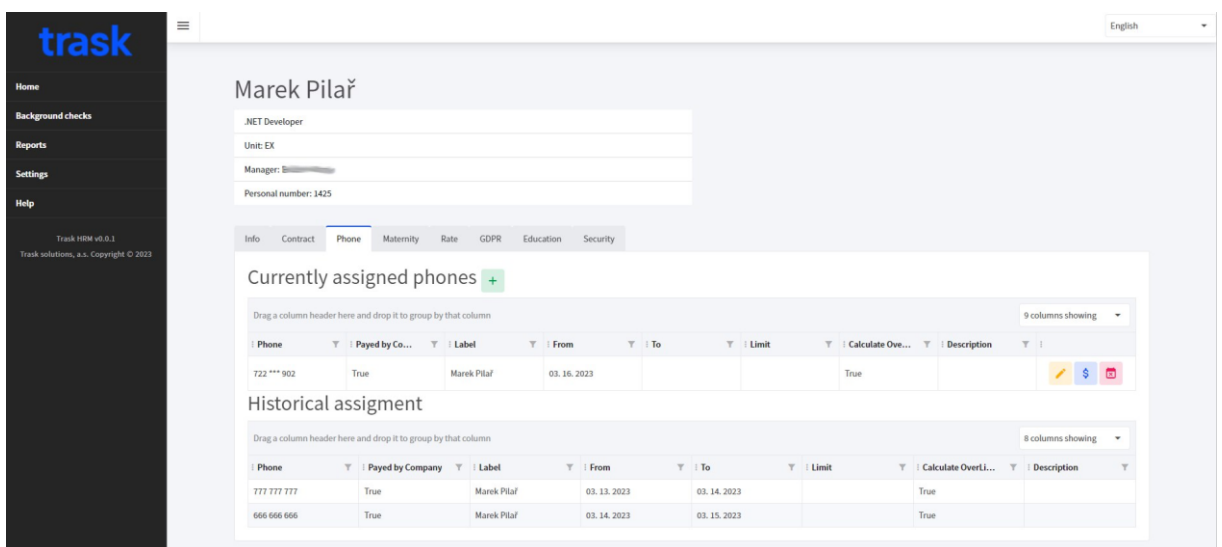 trask
English
Home
Background checks
Reports
Settings
Help
Trask HRM v0.0.1
Trask solutions, a.s. Copyright © 2023
Marek Pilař
.NET Developer
Unit: EX
Manager:
Personal number: 1425
Info Contract Phone Maternity Rate GDPR Education Security
Currently assigned phones +
Drag a column header here and drop it to group by that column 9 columns showing
Phone Payed by Co... Label From To Limit Calculate Ove... Description
722 *** 902 True Marek Pilař 03. 16. 2023 True $
Historical assigment
Drag a column header here and drop it to group by that column 8 columns showing
Phone Payed by Company Label From To Limit Calculate OverLi... Description
777 777 777 True Marek Pilař 03. 13. 2023 03. 14. 2023 True
666 666 666 True Marek Pilař 03. 14. 2023 03. 15. 2023 True